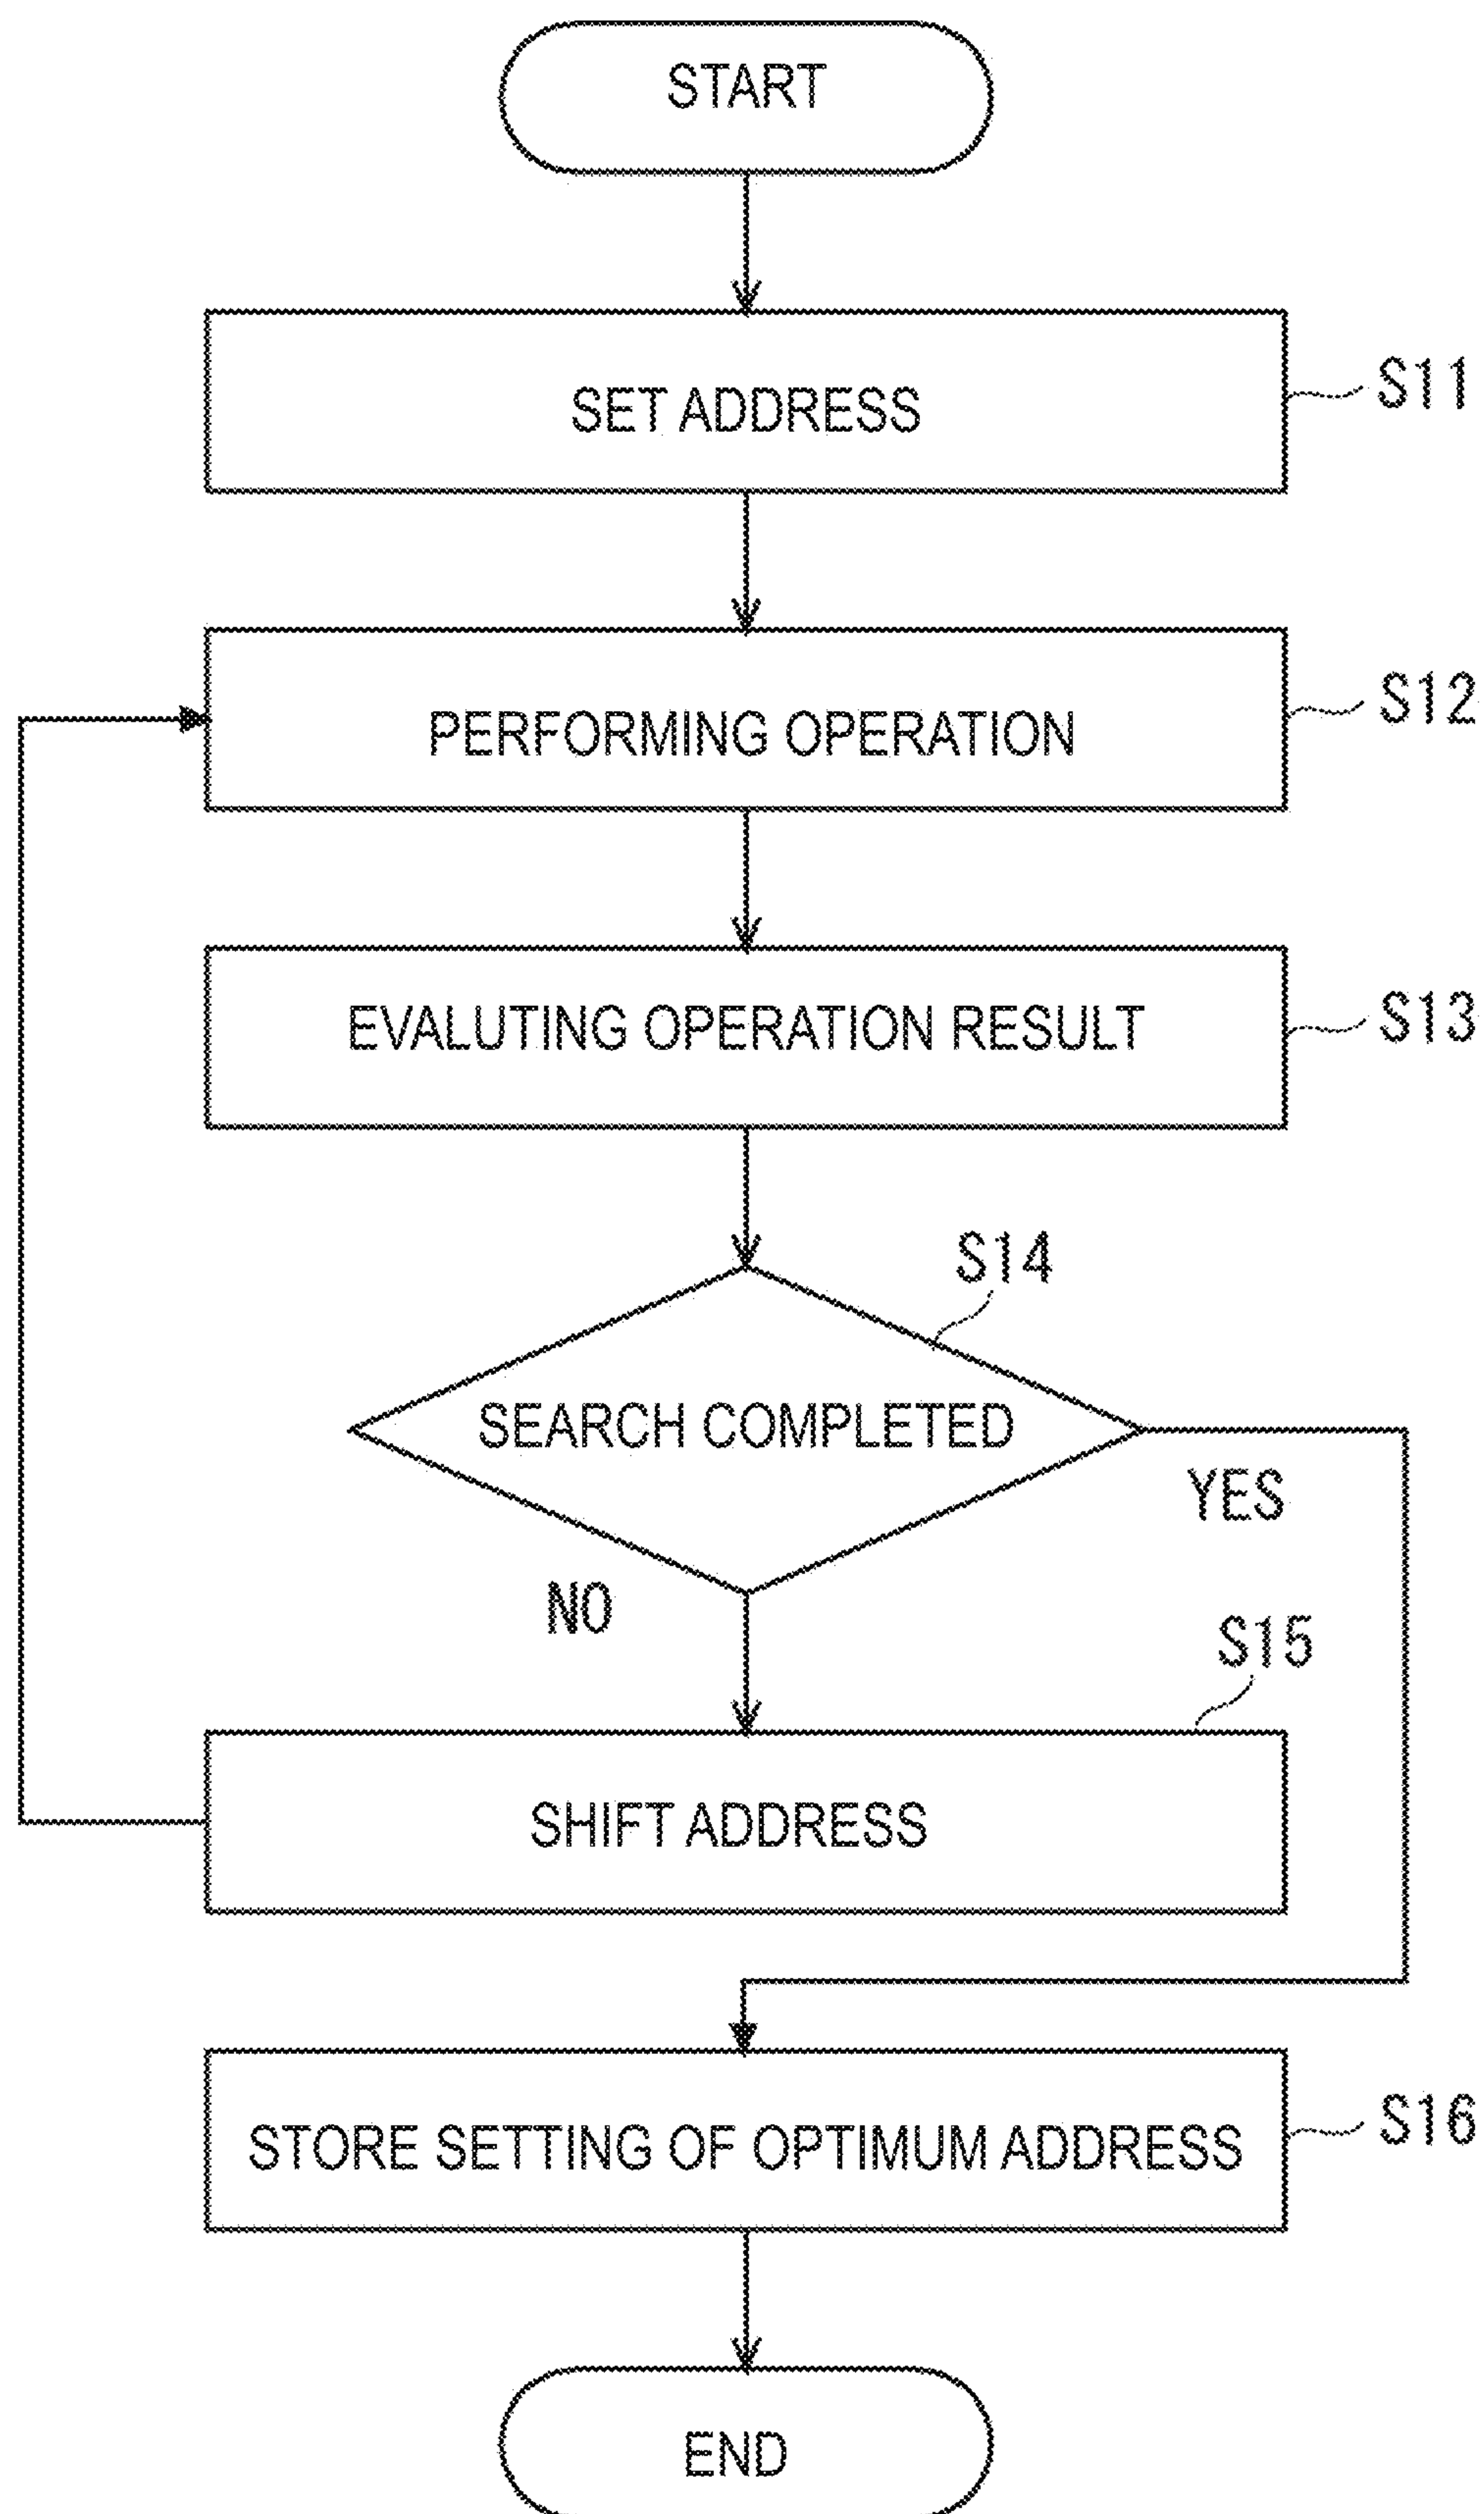 START
SET ADDRESS
S11
PERFORMING OPERATION
S12
EVALUTING OPERATION RESULT
S13
S14
SEARCH COMPLETED
YES
NO
S15
SHIFT ADDRESS
STORE SETTING OF OPTIMUM ADDRESS
S16
END